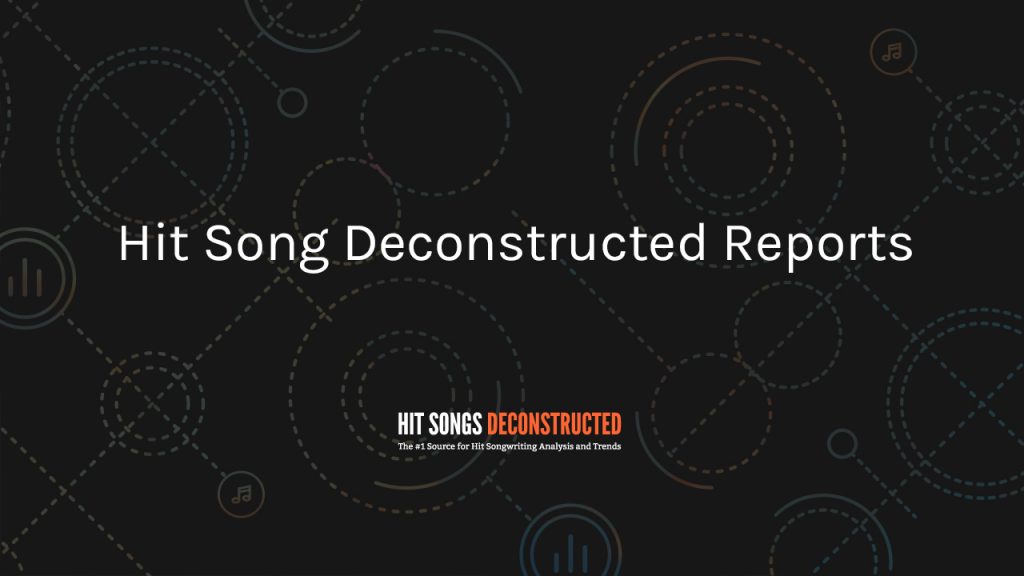 Hit Song Deconstructed Reports
HIT SONGS DECONSTRUCTED
The #1 Source for Hit Songwriting Analysis and Trends